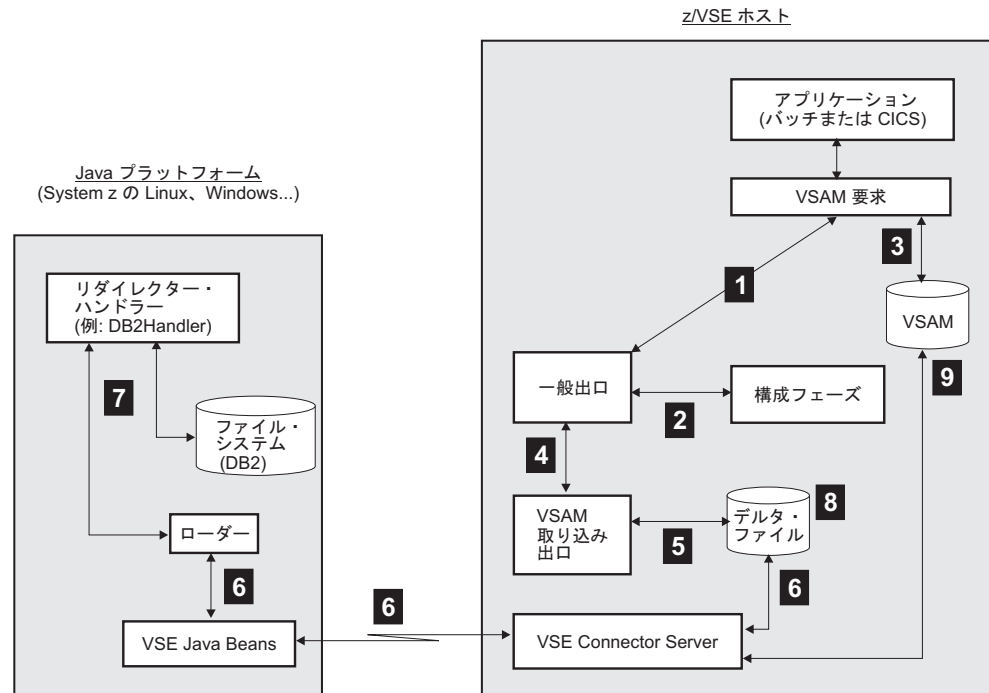 z/VSE ホスト
アプリケーション
(バッチまたは CICS)
Java プラットフォーム
(System z の Linux、Windows...)
VSAM 要求
3
1
リダイレクター・
ハンドラー
(例: DB2Handler)
VSAM
9
7
一般出口
2
構成フェーズ
ファイル・
システム
(DB2)
4
8
VSAM
取り込み
出口
5
デルタ・
ファイル
ローダー
6
6
6
VSE Java Beans
VSE Connector Server